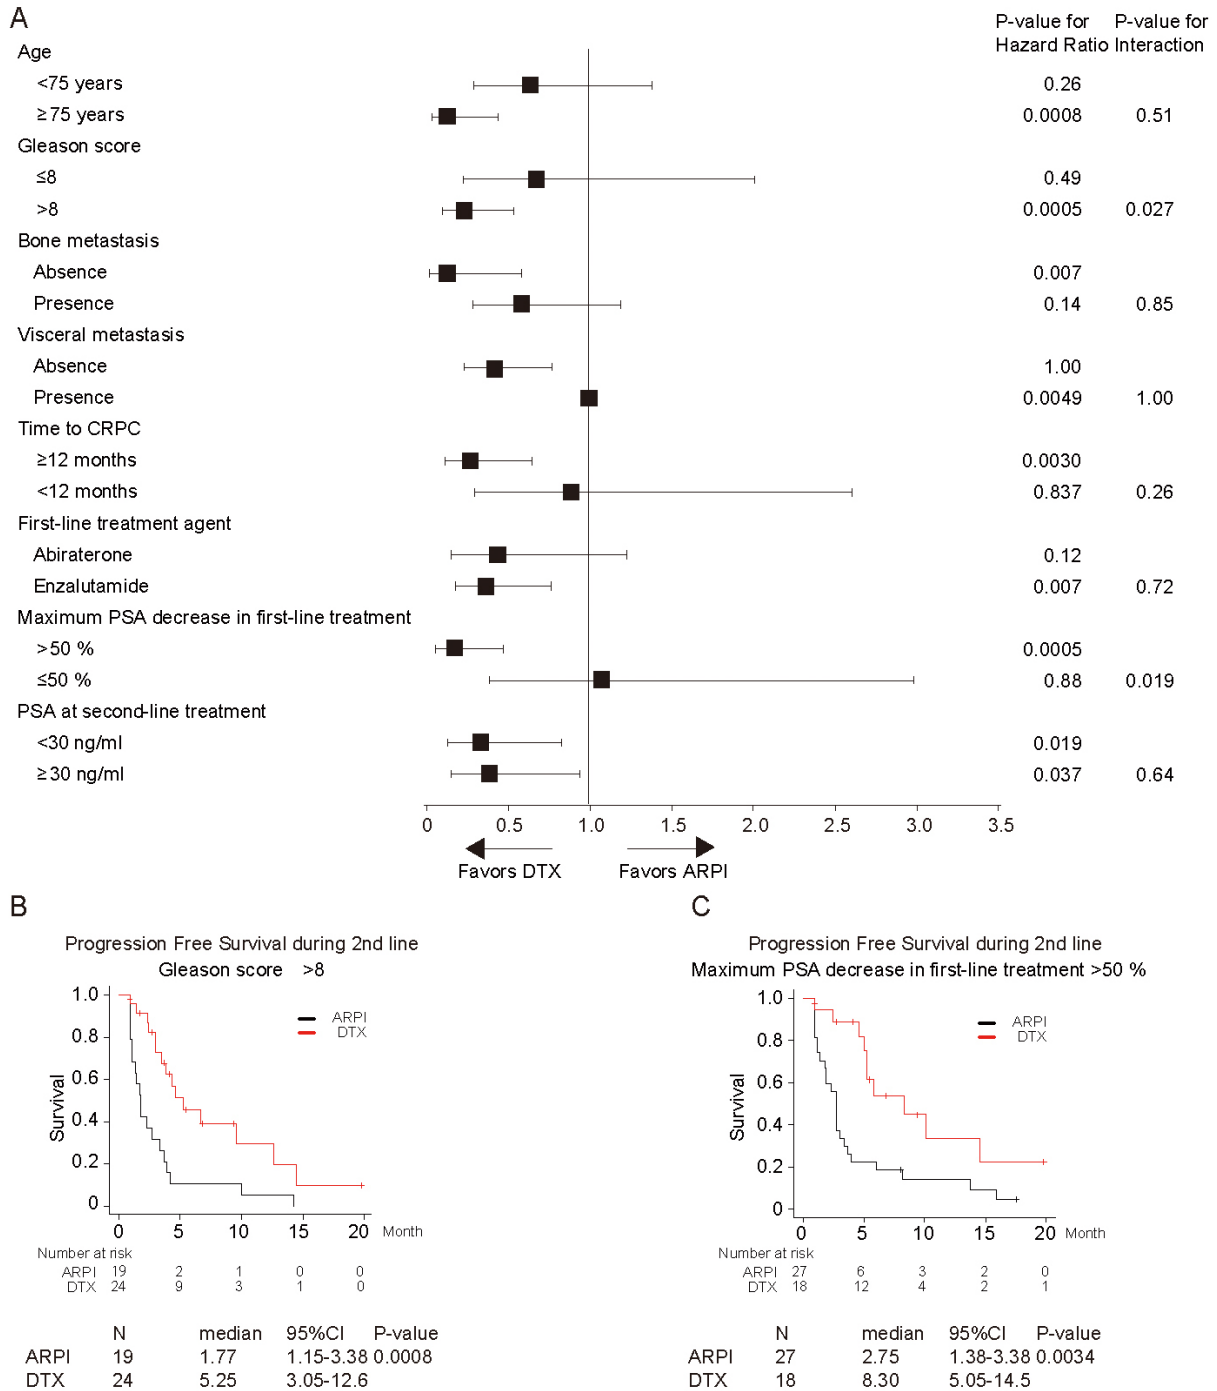 A
P-value for P-value for
Hazard Ratio Interaction
Age
<75 years 0.26
≥75 years 0.0008 0.51
Gleason score
≤8 0.49
>8 0.0005 0.027
Bone metastasis
Absence 0.007
Presence 0.14 0.85
Visceral metastasis
Absence 1.00
Presence 0.0049 1.00
Time to CRPC
≥12 months 0.0030
<12 months 0.837 0.26
First-line treatment agent
Abiraterone 0.12
Enzalutamide 0.007 0.72
Maximum PSA decrease in first-line treatment
>50 % 0.0005
≤50 % 0.88 0.019
PSA at second-line treatment
<30 ng/ml 0.019
≥30 ng/ml 0.037 0.64
0 0.5 1.0 1.5 2.0 2.5 3.0 3.5
Favors DTX Favors ARPI
B
Progression Free Survival during 2nd line
Gleason score >8
ARPI
DTX
Survival
1.0
0.8
0.6
0.4
0.2
0
0 5 10 15 20 Month
Number at risk
ARPI 19 2 1 0 0
DTX 24 9 3 1 0
N median 95%CI P-value
ARPI 19 1.77 1.15-3.38 0.0008
DTX 24 5.25 3.05-12.6
C
Progression Free Survival during 2nd line
Maximum PSA decrease in first-line treatment >50 %
ARPI
DTX
Survival
1.0
0.8
0.6
0.4
0.2
0
0 5 10 15 20 Month
Number at risk
ARPI 27 6 3 2 0
DTX 18 12 4 2 1
N median 95%CI P-value
ARPI 27 2.75 1.38-3.38 0.0034
DTX 18 8.30 5.05-14.5